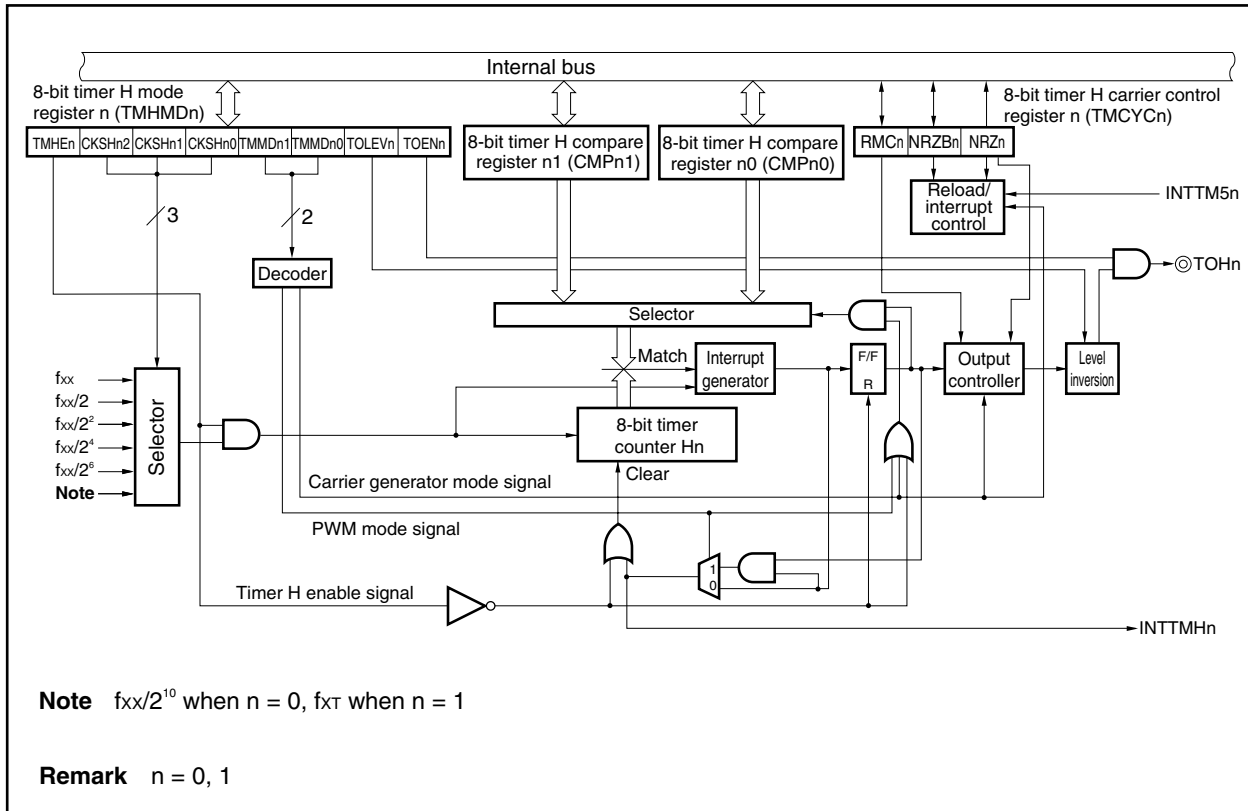 Internal bus
8-bit timer H mode
register n (TMHMDn)
8-bit timer H carrier control
register n (TMCYCn)
TMHEn CKSHn2 CKSHn1 CKSHn0 TMMDn1 TMMDn0 TOLEVn TOENn
8-bit timer H compare
register n1 (CMPn1)
8-bit timer H compare
register n0 (CMPn0)
RMCn NRZBn NRZn
Reload/
interrupt
control
INTTM5n
3
2
Decoder
TOHn
Selector
Match
Interrupt
generator
F/F
R
Output
controller
Level
inversion
fxx
fxx/2
fxx/2²
fxx/2⁴
fxx/2⁶
Note
Selector
8-bit timer
counter Hn
Clear
Carrier generator mode signal
PWM mode signal
1
0
Timer H enable signal
INTTMHn
Note fxx/2¹⁰ when n = 0, fxT when n = 1
Remark n = 0, 1